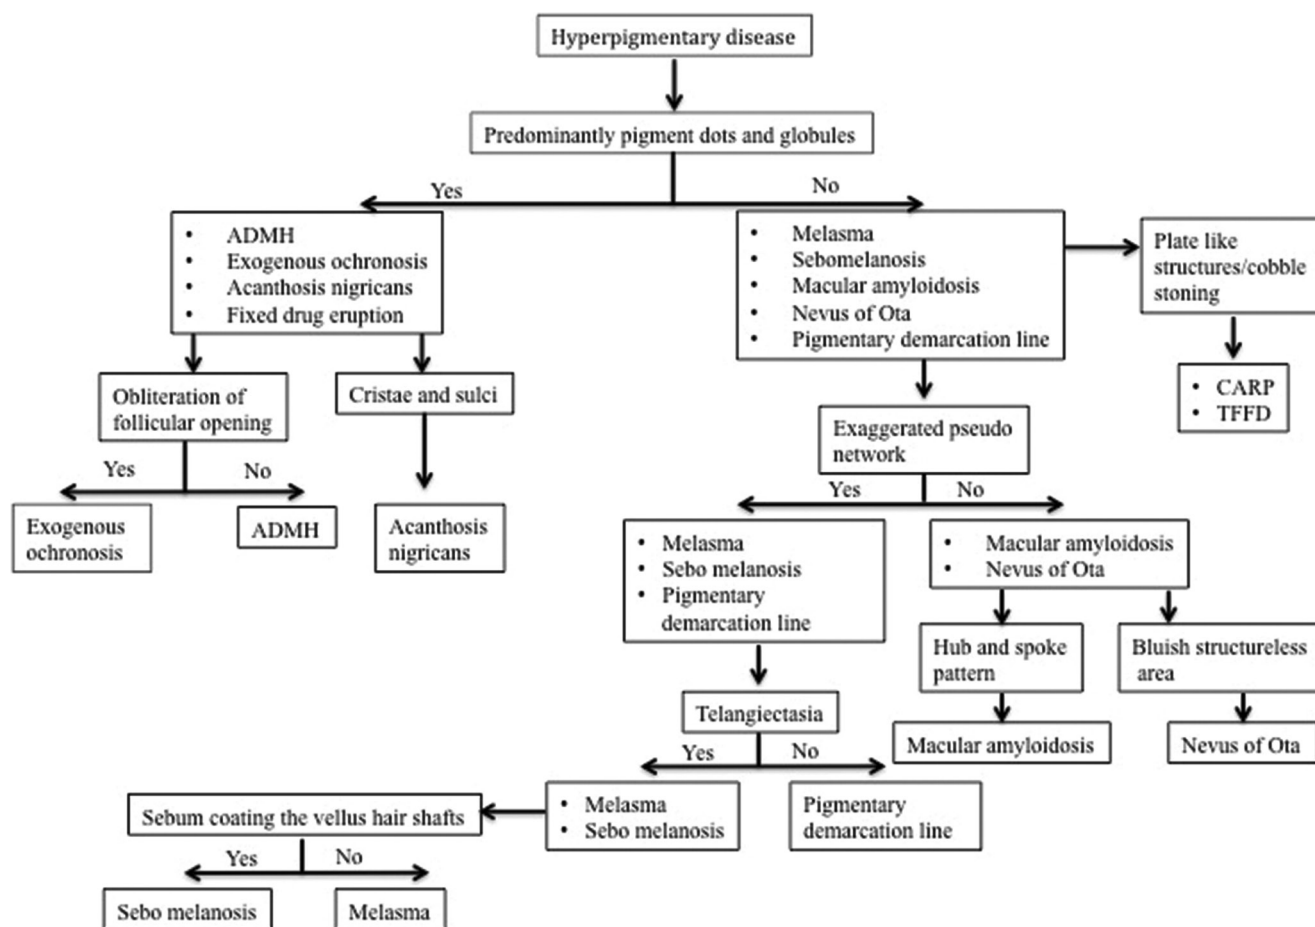 Hyperpigmentary disease
Predominantly pigment dots and globules
Yes
No
• ADMH
• Exogenous ochronosis
• Acanthosis nigricans
• Fixed drug eruption
• Melasma
• Sebomelanosis
• Macular amyloidosis
• Nevus of Ota
• Pigmentary demarcation line
Plate like
structures/cobble
stoning
• CARP
• TFFD
Obliteration of
follicular opening
Cristae and sulci
Yes
No
Exogenous
ochronosis
ADMH
Acanthosis
nigricans
Exaggerated pseudo
network
Yes
No
• Melasma
• Sebo melanosis
• Pigmentary
demarcation line
• Macular amyloidosis
• Nevus of Ota
Hub and spoke
pattern
Bluish structureless
area
Macular amyloidosis
Nevus of Ota
Telangiectasia
Yes
No
• Melasma
• Sebo melanosis
Pigmentary
demarcation line
Sebum coating the vellus hair shafts
Yes
No
Sebo melanosis
Melasma